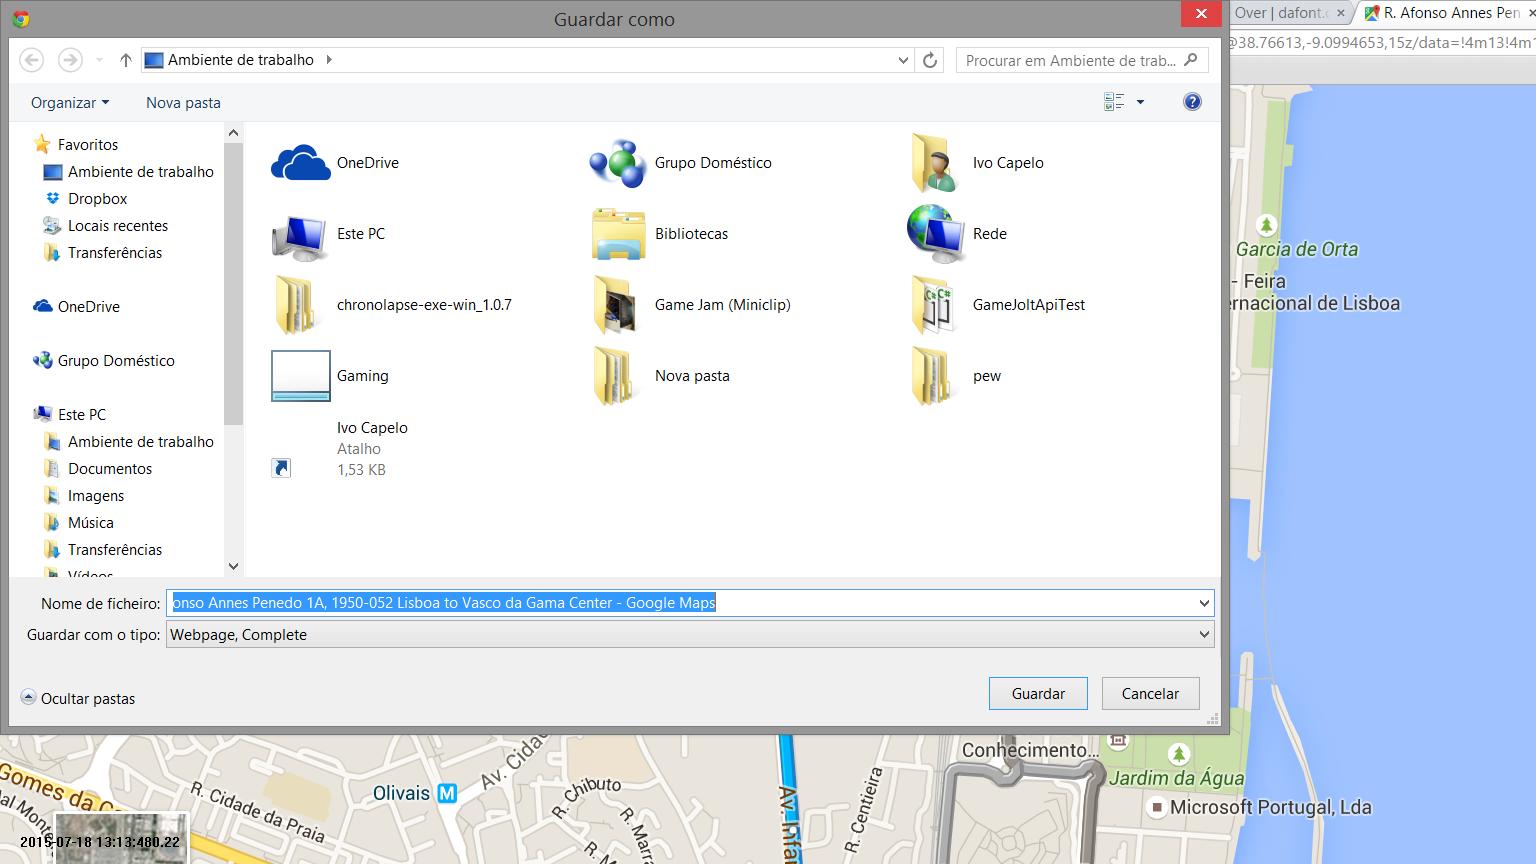 Guardar como
Over | dafont.
R. Afonso Annes Pen
@38.76613,-9.0994653,15z/data=!4m13!4m1
Ambiente de trabalho
Procurar em Ambiente de trab...
Organizar
Nova pasta
Favoritos
Ambiente de trabalho
Dropbox
Locais recentes
Transferências
OneDrive
Grupo Doméstico
Este PC
Ambiente de trabalho
Documentos
Imagens
Música
Transferências
Vídeos
OneDrive
Grupo Doméstico
Ivo Capelo
Este PC
Bibliotecas
Rede
chronolapse-exe-win_1.0.7
Game Jam (Miniclip)
GameJoltApiTest
Gaming
Nova pasta
pew
Ivo Capelo
Atalho
1,53 KB
Nome de ficheiro: onso Annes Penedo 1A, 1950-052 Lisboa to Vasco da Gama Center - Google Maps
Guardar com o tipo: Webpage, Complete
Ocultar pastas
Guardar
Cancelar
Garcia de Orta
- Feira
rnacional de Lisboa
Conhecimento...
Jardim da Água
Microsoft Portugal, Lda
Gomes da C
R. Cidade da Praia
Olivais M
Av. Cidade
R. Chibuto
R. Marra
R. M
Av. Infa
R. Centieira
2015-07-18 13:13:480.22